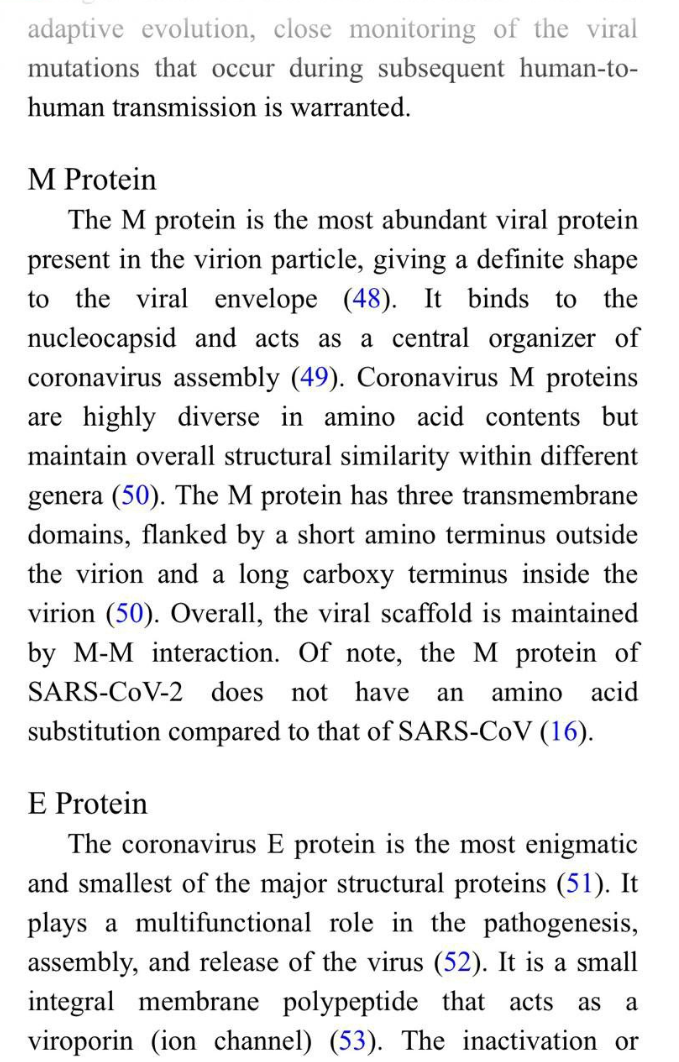 adaptive evolution, close monitoring of the viral
mutations that occur during subsequent human-to-
human transmission is warranted.
M Protein
The M protein is the most abundant viral protein
present in the virion particle, giving a definite shape
to the viral envelope (48). It binds to the
nucleocapsid and acts as a central organizer of
coronavirus assembly (49). Coronavirus M proteins
are highly diverse in amino acid contents but
maintain overall structural similarity within different
genera (50). The M protein has three transmembrane
domains, flanked by a short amino terminus outside
the virion and a long carboxy terminus inside the
virion (50). Overall, the viral scaffold is maintained
by M-M interaction. Of note, the M protein of
SARS-CoV-2 does not have an amino acid
substitution compared to that of SARS-CoV (16).
E Protein
The coronavirus E protein is the most enigmatic
and smallest of the major structural proteins (51). It
plays a multifunctional role in the pathogenesis,
assembly, and release of the virus (52). It is a small
integral membrane polypeptide that acts as a
viroporin (ion channel) (53). The inactivation or